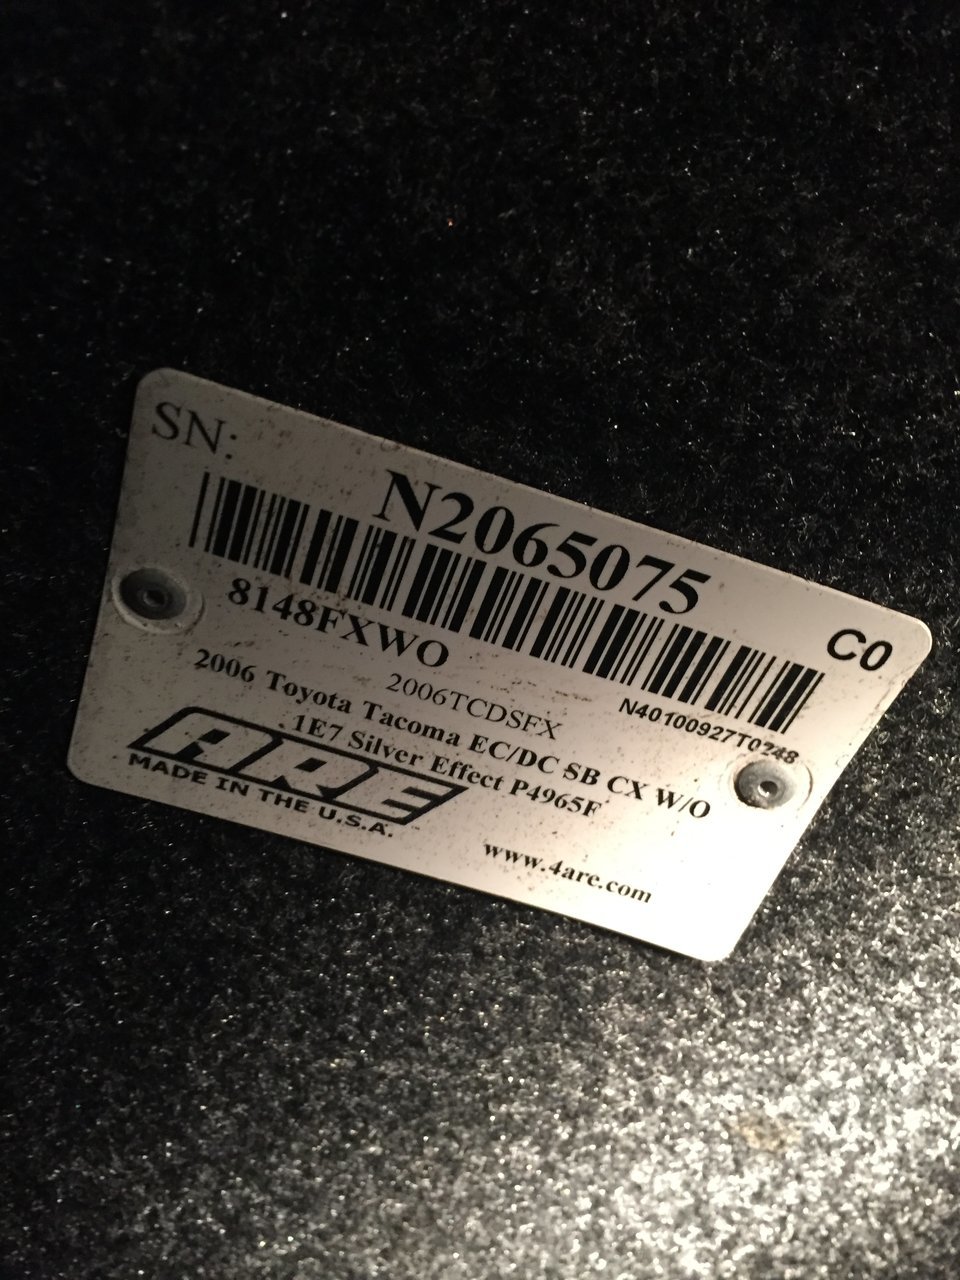 SN:
N2065075
C0
8148FXWO
N40100927T0248
2006TCDSFX
2006 Toyota Tacoma EC/DC SB CX W/O
1E7 Silver Effect P4965F
ARE
MADE IN THE U.S.A.
www.4are.com